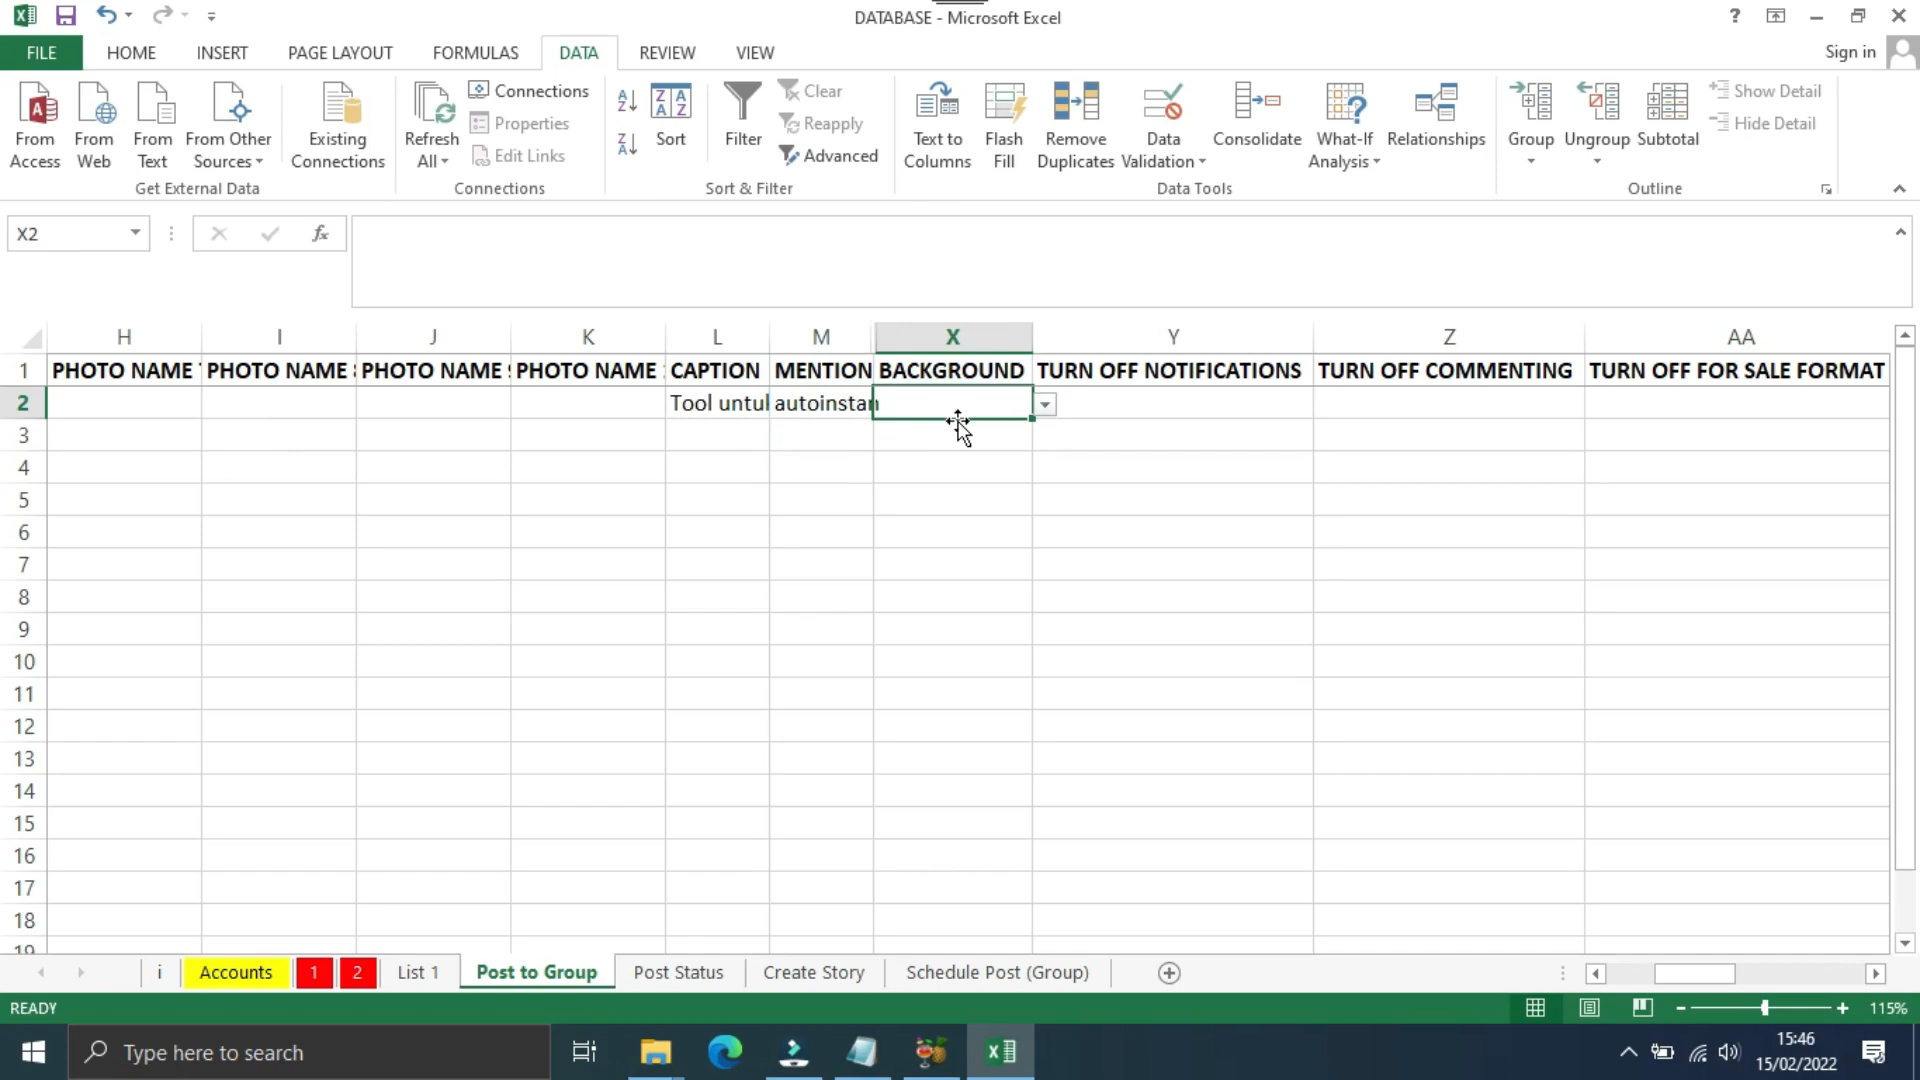 DATABASE - Microsoft Excel
?
FILE HOME INSERT PAGE LAYOUT FORMULAS DATA REVIEW VIEW
Sign in
From Access
From Web
From Text
From Other Sources
Existing Connections
Get External Data
Refresh All
Connections
Properties
Edit Links
Connections
Sort
Filter
Clear
Reapply
Advanced
Sort & Filter
Text to Columns
Flash Fill
Remove Duplicates
Data Validation
Consolidate
What-If Analysis
Relationships
Data Tools
Group
Ungroup
Subtotal
Show Detail
Hide Detail
Outline
X2
fx
H I J K L M X Y Z AA
1 PHOTO NAME PHOTO NAME PHOTO NAME PHOTO NAME CAPTION MENTION BACKGROUND TURN OFF NOTIFICATIONS TURN OFF COMMENTING TURN OFF FOR SALE FORMAT
2 Tool untul autoinstan
3
4
5
6
7
8
9
10
11
12
13
14
15
16
17
18
19
i Accounts 1 2 List 1 Post to Group Post Status Create Story Schedule Post (Group)
READY
115%
Type here to search
15:46
15/02/2022